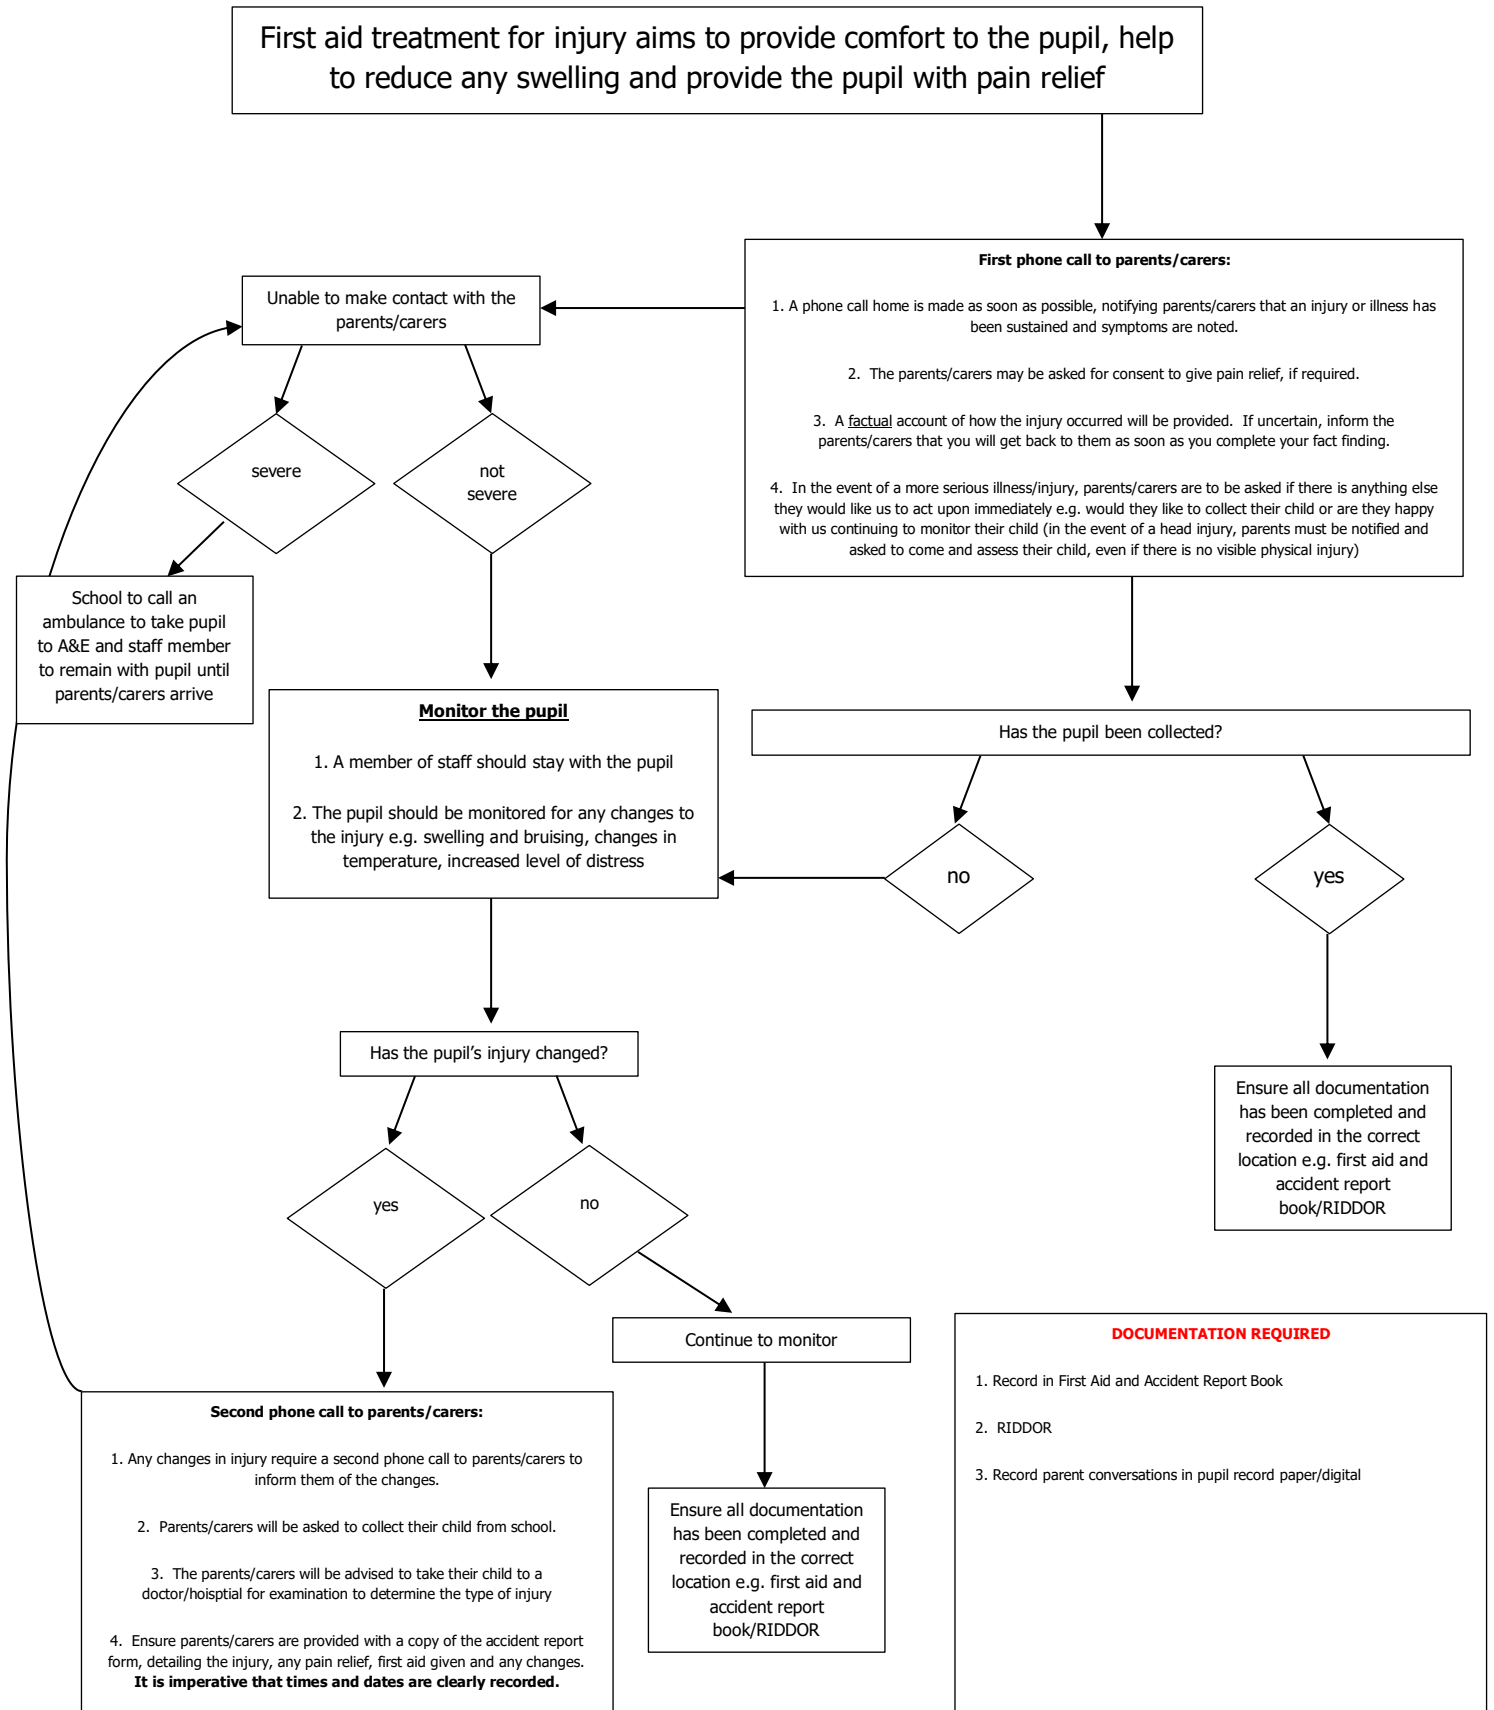 First aid treatment for injury aims to provide comfort to the pupil, help
to reduce any swelling and provide the pupil with pain relief
First phone call to parents/carers:
1. A phone call home is made as soon as possible, notifying parents/carers that an injury or illness has
been sustained and symptoms are noted.
2. The parents/carers may be asked for consent to give pain relief, if required.
3. A factual account of how the injury occurred will be provided. If uncertain, inform the
parents/carers that you will get back to them as soon as you complete your fact finding.
4. In the event of a more serious illness/injury, parents/carers are to be asked if there is anything else
they would like us to act upon immediately e.g. would they like to collect their child or are they happy
with us continuing to monitor their child (in the event of a head injury, parents must be notified and
asked to come and assess their child, even if there is no visible physical injury)
Unable to make contact with the
parents/carers
severe
not
severe
School to call an
ambulance to take pupil
to A&E and staff member
to remain with pupil until
parents/carers arrive
Monitor the pupil
1. A member of staff should stay with the pupil
2. The pupil should be monitored for any changes to
the injury e.g. swelling and bruising, changes in
temperature, increased level of distress
Has the pupil been collected?
no
yes
Has the pupil's injury changed?
yes
no
Ensure all documentation
has been completed and
recorded in the correct
location e.g. first aid and
accident report
book/RIDDOR
Continue to monitor
Second phone call to parents/carers:
1. Any changes in injury require a second phone call to parents/carers to
inform them of the changes.
2. Parents/carers will be asked to collect their child from school.
3. The parents/carers will be advised to take their child to a
doctor/hoisptial for examination to determine the type of injury
4. Ensure parents/carers are provided with a copy of the accident report
form, detailing the injury, any pain relief, first aid given and any changes.
It is imperative that times and dates are clearly recorded.
Ensure all documentation
has been completed and
recorded in the correct
location e.g. first aid and
accident report
book/RIDDOR
DOCUMENTATION REQUIRED
1. Record in First Aid and Accident Report Book
2. RIDDOR
3. Record parent conversations in pupil record paper/digital